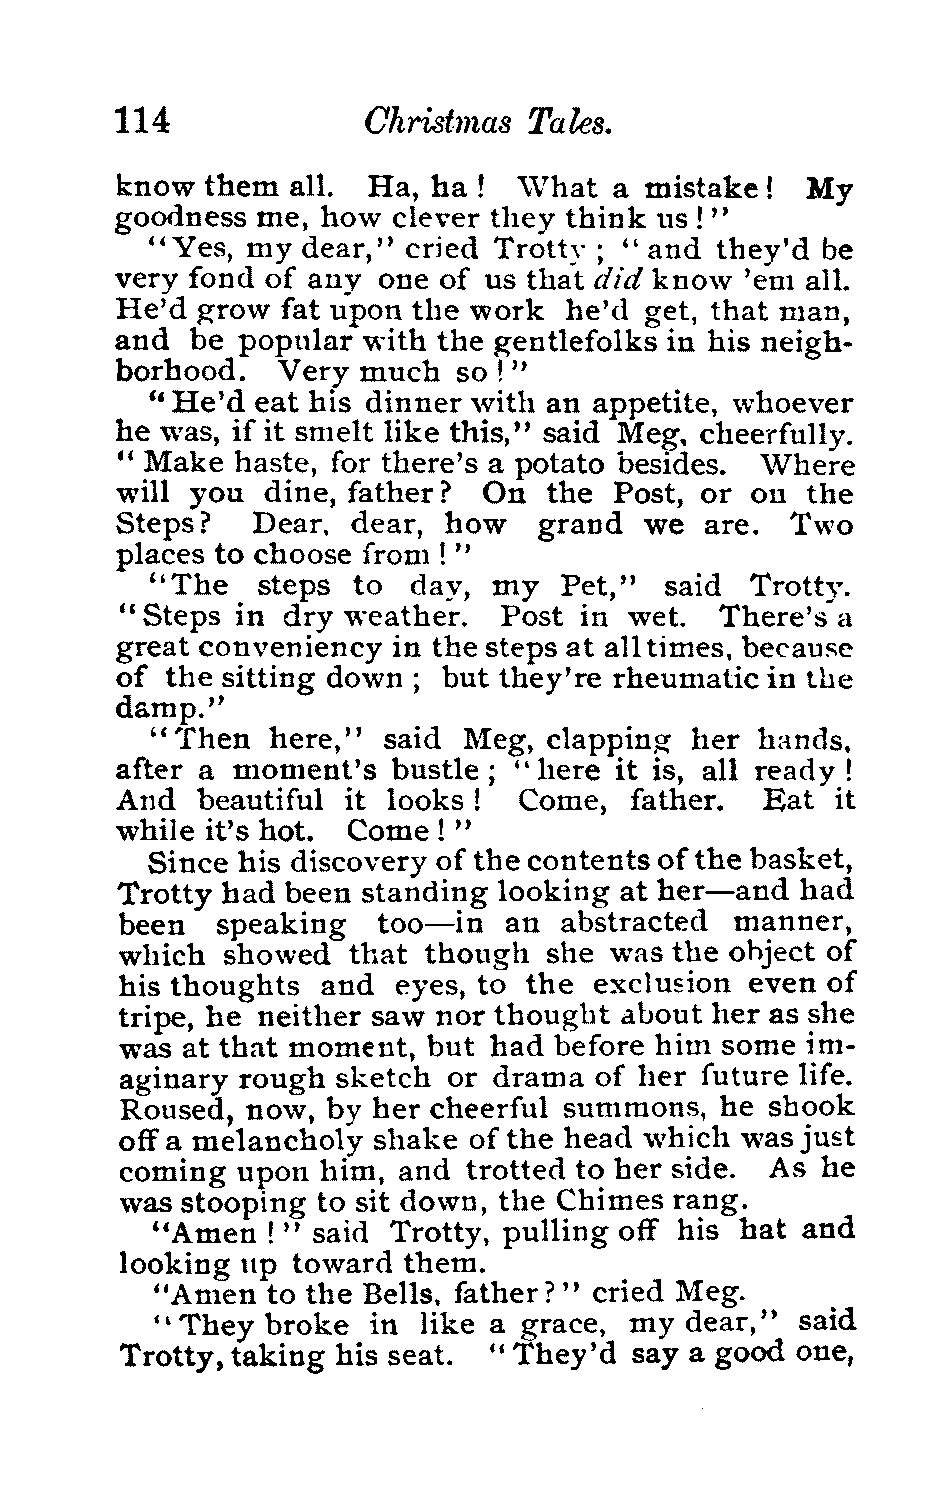 114 Christmas Tales.
know them all. Ha, ha! What a mistake! My
goodness me, how clever they think us!"
"Yes, my dear," cried Trotty; "and they'd be
very fond of any one of us that did know 'em all.
He'd grow fat upon the work he'd get, that man,
and be popular with the gentlefolks in his neigh-
borhood. Very much so!"
"He'd eat his dinner with an appetite, whoever
he was, if it smelt like this," said Meg, cheerfully.
"Make haste, for there's a potato besides. Where
will you dine, father? On the Post, or on the
Steps? Dear, dear, how grand we are. Two
places to choose from!"
"The steps to day, my Pet," said Trotty.
"Steps in dry weather. Post in wet. There's a
great conveniency in the steps at all times, because
of the sitting down; but they're rheumatic in the
damp."
"Then here," said Meg, clapping her hands,
after a moment's bustle; "here it is, all ready!
And beautiful it looks! Come, father. Eat it
while it's hot. Come!"
Since his discovery of the contents of the basket,
Trotty had been standing looking at her—and had
been speaking too—in an abstracted manner,
which showed that though she was the object of
his thoughts and eyes, to the exclusion even of
tripe, he neither saw nor thought about her as she
was at that moment, but had before him some im-
aginary rough sketch or drama of her future life.
Roused, now, by her cheerful summons, he shook
off a melancholy shake of the head which was just
coming upon him, and trotted to her side. As he
was stooping to sit down, the Chimes rang.
"Amen!" said Trotty, pulling off his hat and
looking up toward them.
"Amen to the Bells, father?" cried Meg.
"They broke in like a grace, my dear," said
Trotty, taking his seat. "They'd say a good one,